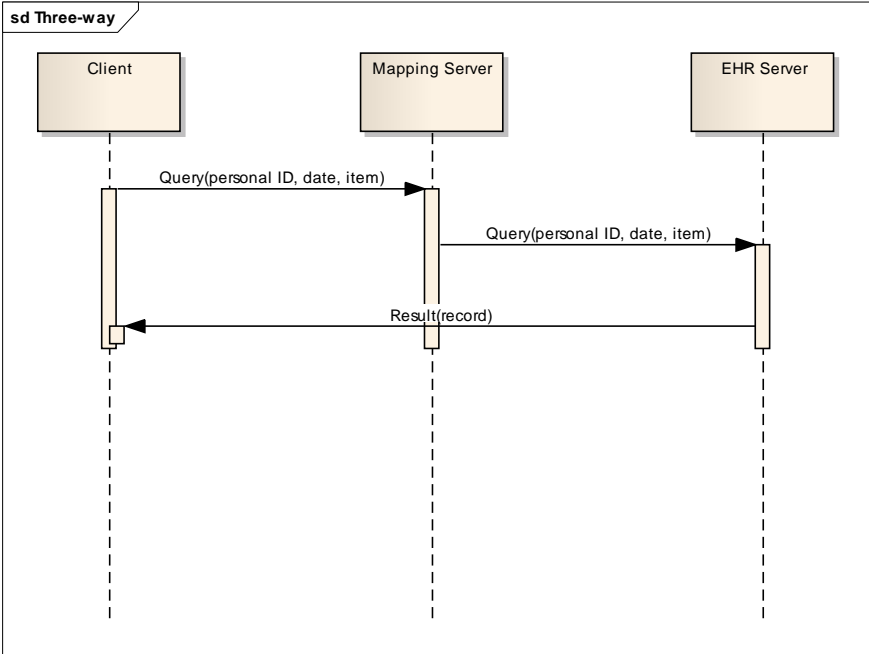 sd Three-way
Client
Mapping Server
EHR Server
Query(personal ID, date, item)
Query(personal ID, date, item)
Result(record)